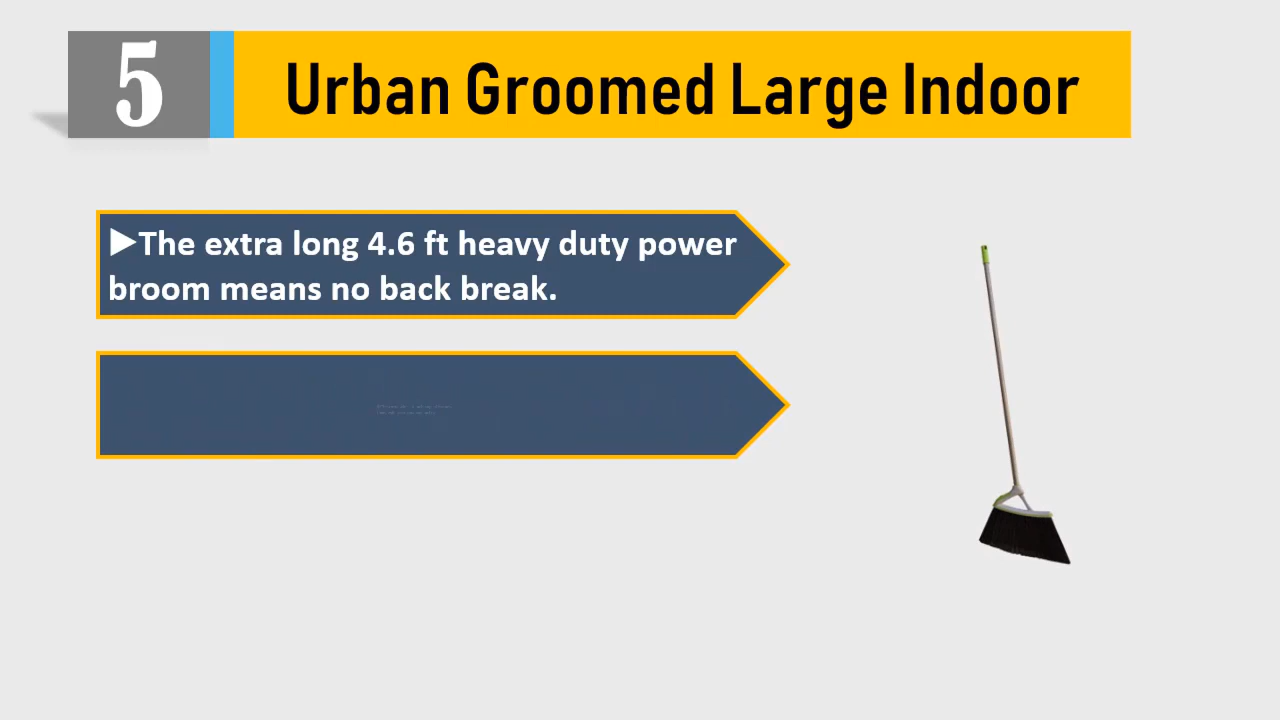 5
Urban Groomed Large Indoor
▶The extra long 4.6 ft heavy duty power
broom means no back break.